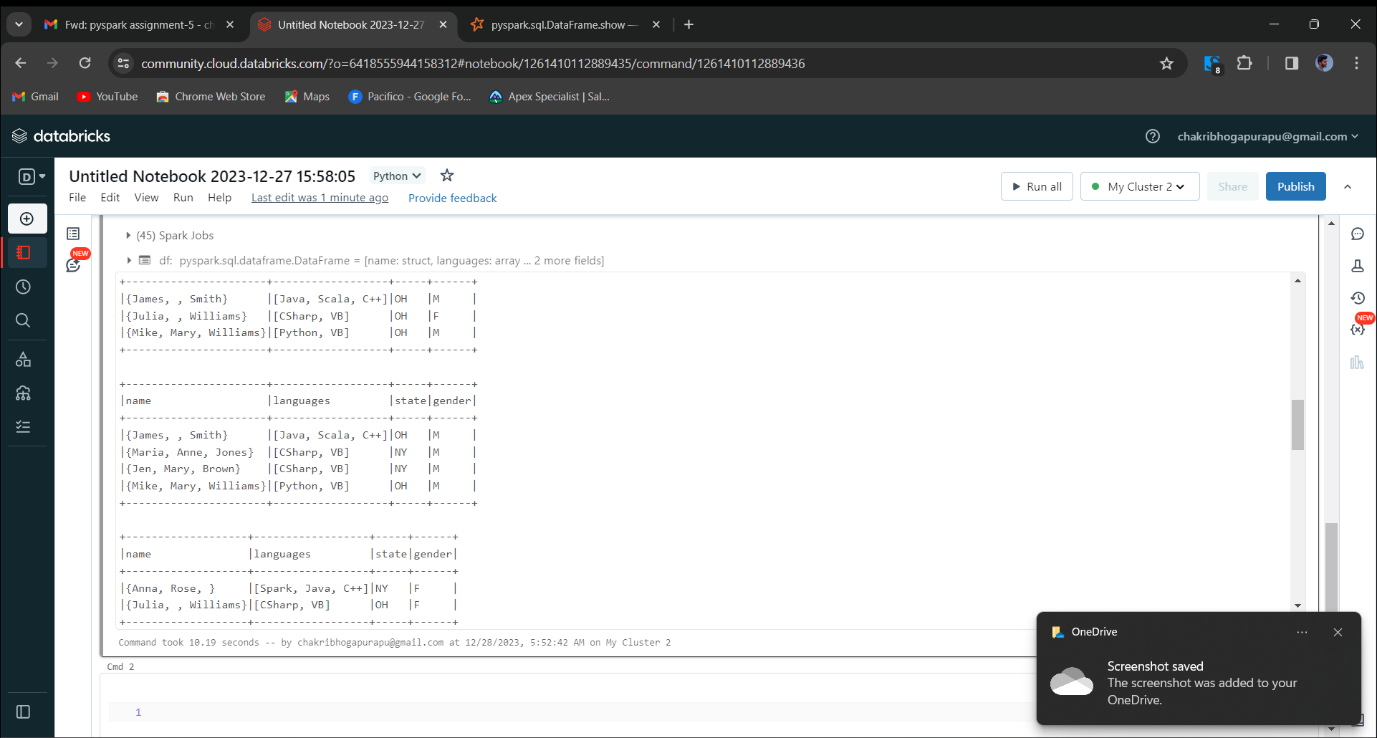 Fwd: pyspark assignment-5 - ch
Untitled Notebook 2023-12-27
pyspark.sql.DataFrame.show —
community.cloud.databricks.com/?o=6418555944158312#notebook/1261410112889435/command/1261410112889436
8
Gmail YouTube Chrome Web Store Maps Pacifico - Google Fo... Apex Specialist | Sal...
databricks
chakribhogapurapu@gmail.com
D
Untitled Notebook 2023-12-27 15:58:05 Python
Run all My Cluster 2 Share Publish
File Edit View Run Help Last edit was 1 minute ago Provide feedback
NEW
NEW
(45) Spark Jobs
df: pyspark.sql.dataframe.DataFrame = [name: struct, languages: array ... 2 more fields]
+----------------------+------------------+-----+------+
|{James, , Smith}      |[Java, Scala, C++]|OH   |M     |
|{Julia, , Williams}   |[CSharp, VB]      |OH   |F     |
|{Mike, Mary, Williams}|[Python, VB]      |OH   |M     |
+----------------------+------------------+-----+------+
+----------------------+------------------+-----+------+
|name                  |languages         |state|gender|
+----------------------+------------------+-----+------+
|{James, , Smith}      |[Java, Scala, C++]|OH   |M     |
|{Maria, Anne, Jones}  |[CSharp, VB]      |NY   |M     |
|{Jen, Mary, Brown}    |[CSharp, VB]      |NY   |M     |
|{Mike, Mary, Williams}|[Python, VB]      |OH   |M     |
+----------------------+------------------+-----+------+
+-------------------+------------------+-----+------+
|name               |languages         |state|gender|
+-------------------+------------------+-----+------+
|{Anna, Rose, }     |[Spark, Java, C++]|NY   |F     |
|{Julia, , Williams}|[CSharp, VB]      |OH   |F     |
+-------------------+------------------+-----+------+
Command took 10.19 seconds -- by chakribhogapurapu@gmail.com at 12/28/2023, 5:52:42 AM on My Cluster 2
Cmd 2
1
OneDrive
Screenshot saved
The screenshot was added to your
OneDrive.